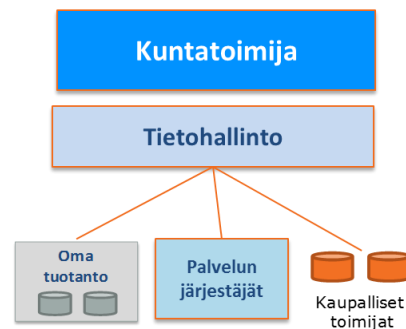 Kuntatoimija
Tietohallinto
Oma
tuotanto
Palvelun
järjestäjät
Kaupalliset
toimijat